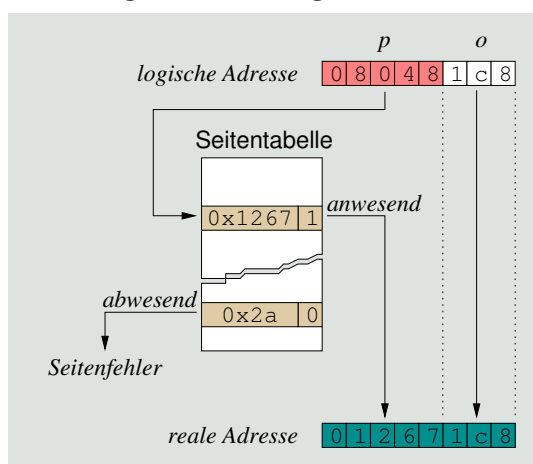 p o
logische Adresse 0 8 0 4 8 1 c 8
Seitentabelle
0x1267 1 anwesend
abwesend
0x2a 0
Seitenfehler
reale Adresse 0 1 2 6 7 1 c 8